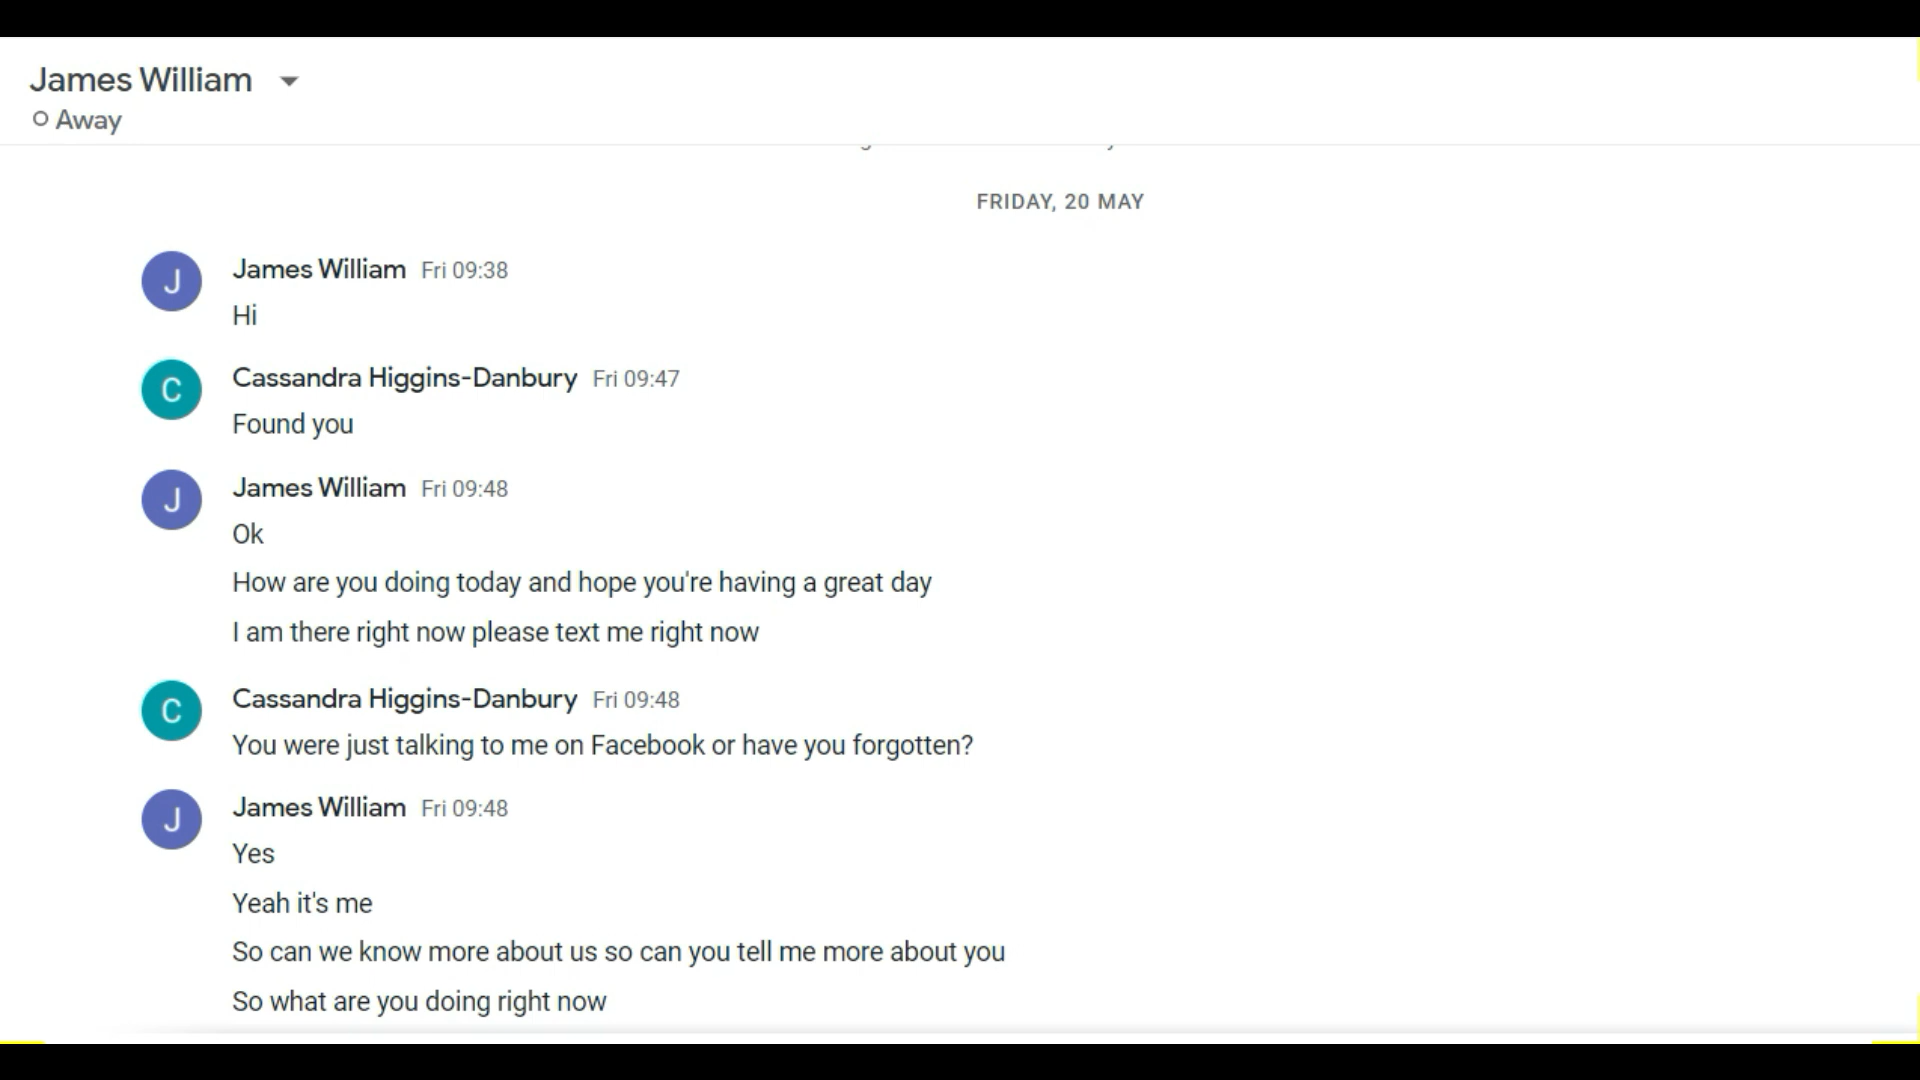 James William
Away
FRIDAY, 20 MAY
J
James William Fri 09:38
Hi
C
Cassandra Higgins-Danbury Fri 09:47
Found you
J
James William Fri 09:48
Ok
How are you doing today and hope you're having a great day
I am there right now please text me right now
C
Cassandra Higgins-Danbury Fri 09:48
You were just talking to me on Facebook or have you forgotten?
J
James William Fri 09:48
Yes
Yeah it's me
So can we know more about us so can you tell me more about you
So what are you doing right now